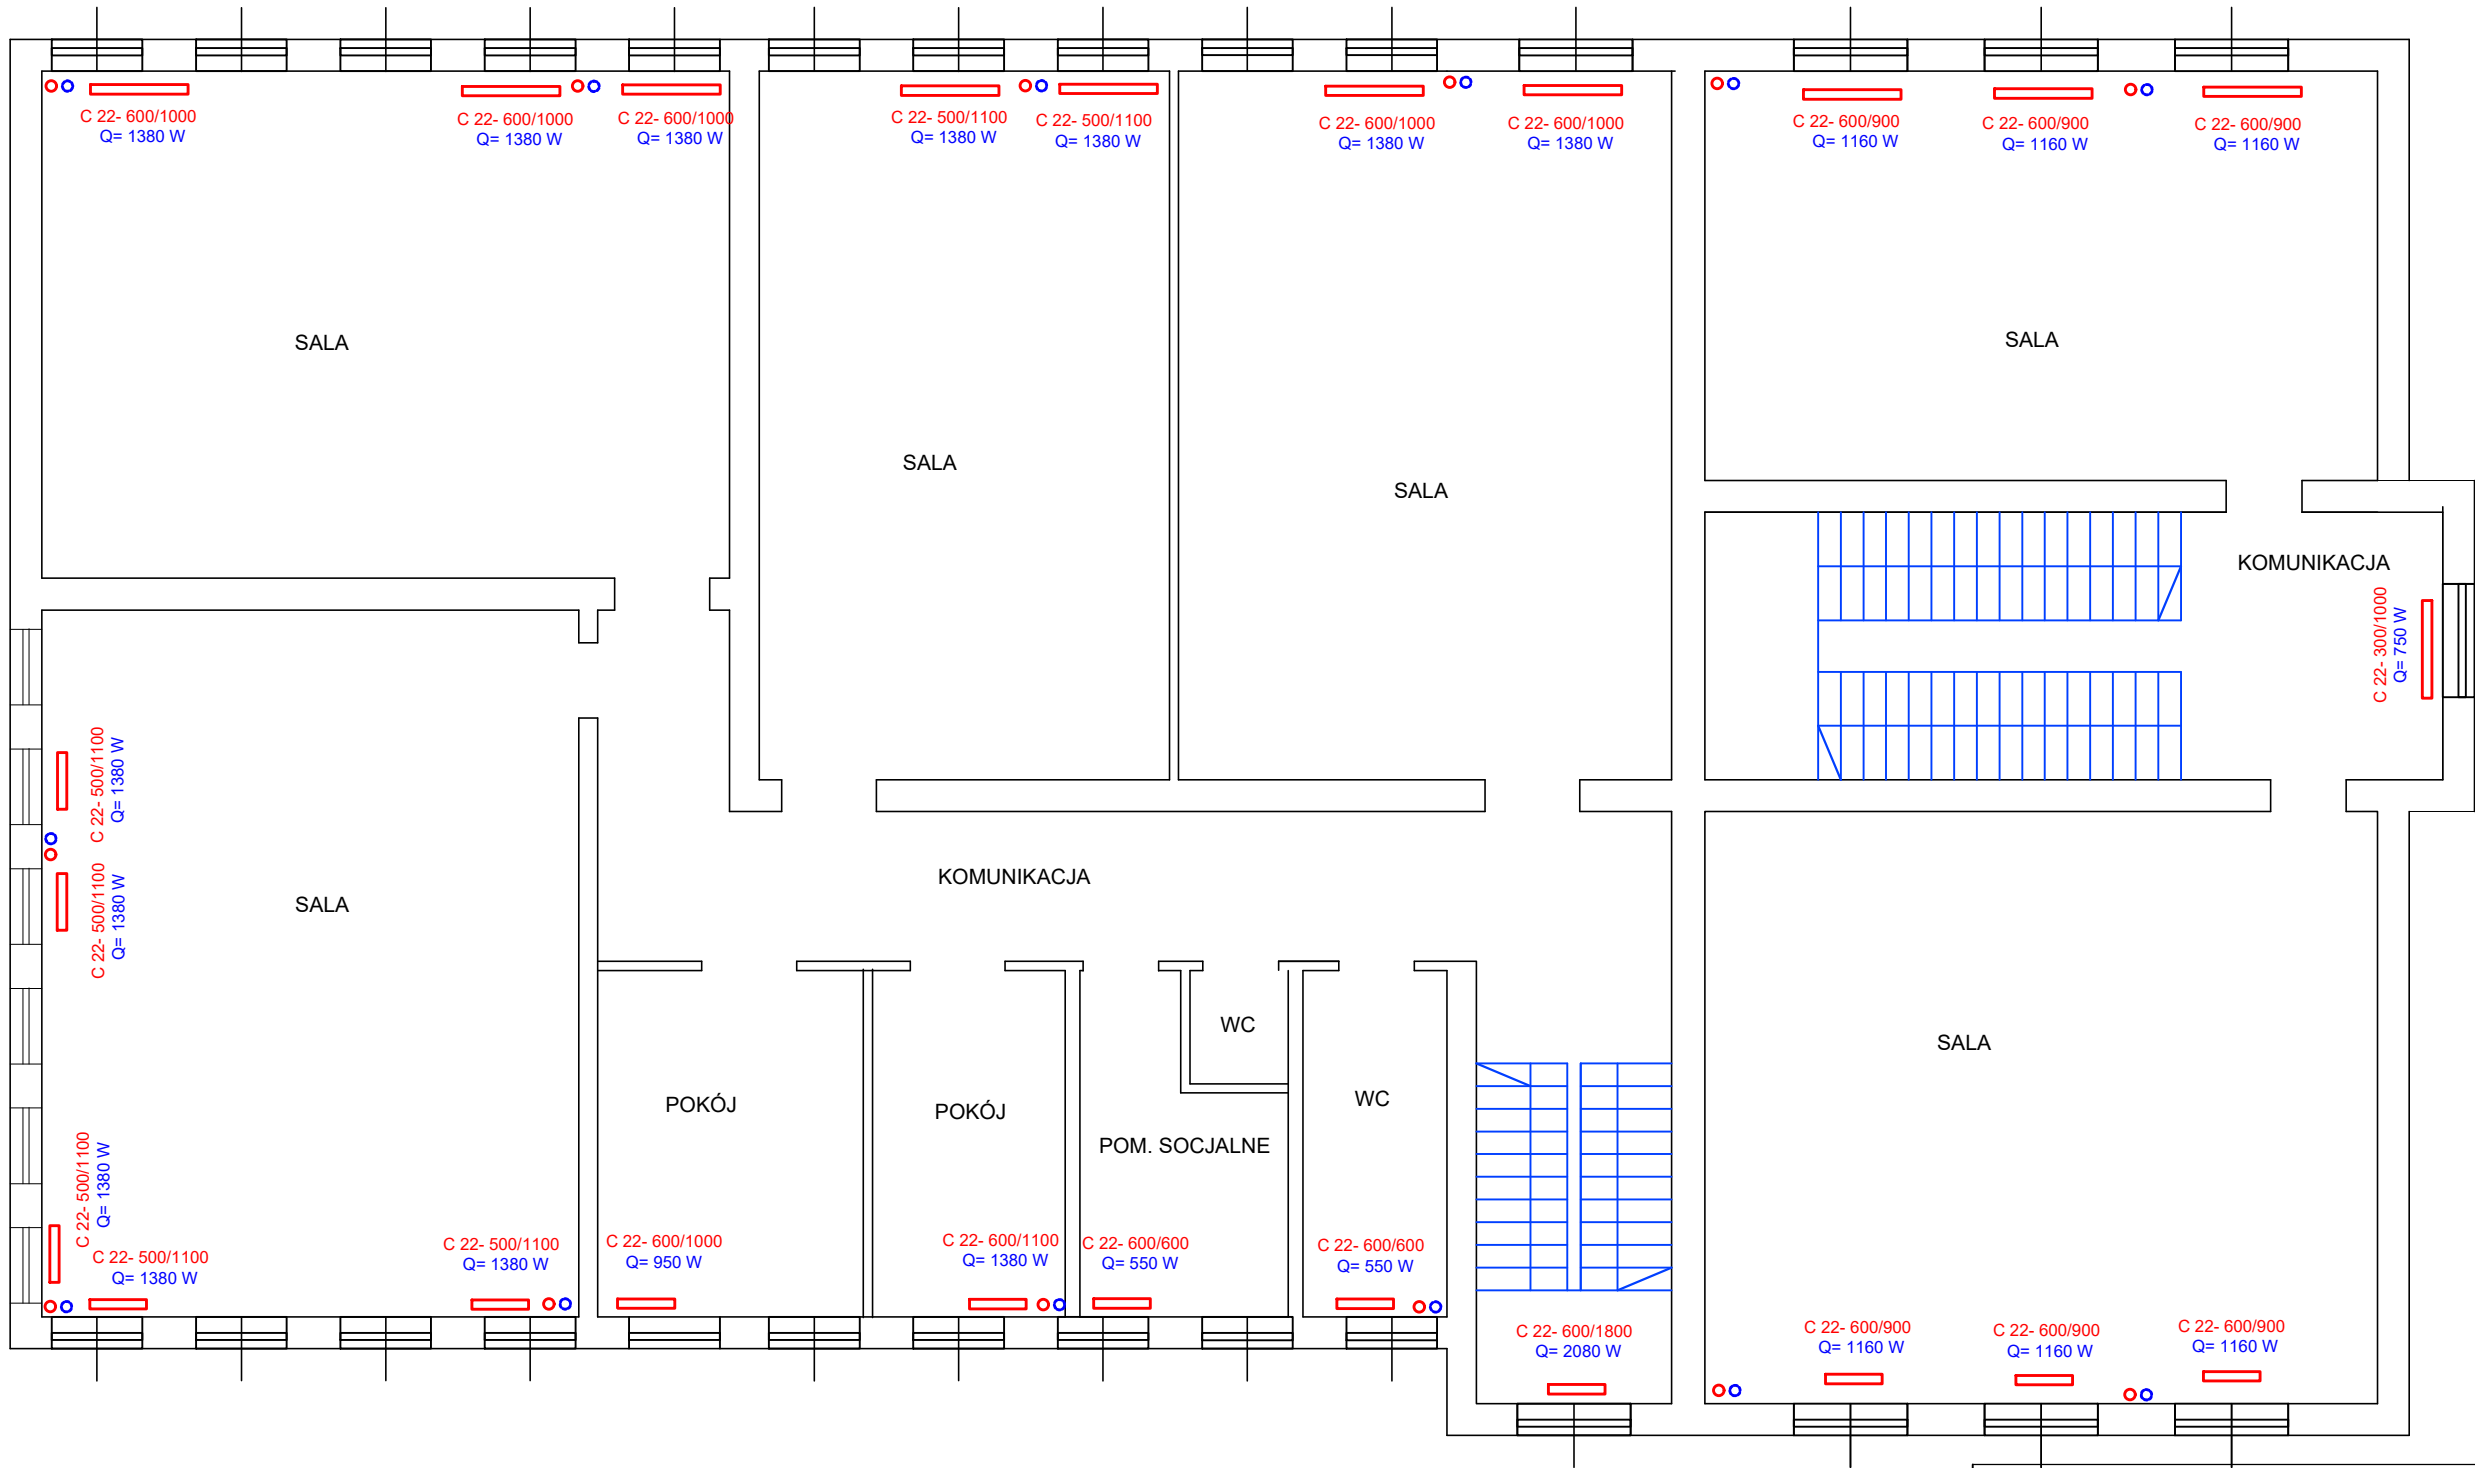 C 22- 600/1000
Q= 1380 W
C 22- 600/1000
Q= 1380 W
C 22- 600/1000
Q= 1380 W
C 22- 500/1100
Q= 1380 W
C 22- 500/1100
Q= 1380 W
C 22- 600/1000
Q= 1380 W
C 22- 600/1000
Q= 1380 W
C 22- 600/900
Q= 1160 W
C 22- 600/900
Q= 1160 W
C 22- 600/900
Q= 1160 W
SALA
SALA
SALA
SALA
KOMUNIKACJA
C 22- 300/1000
Q= 750 W
C 22- 500/1100
Q= 1380 W
C 22- 500/1100
Q= 1380 W
SALA
KOMUNIKACJA
WC
SALA
POKÓJ
POKÓJ
WC
POM. SOCJALNE
C 22- 500/1100
Q= 1380 W
C 22- 500/1100
Q= 1380 W
C 22- 500/1100
Q= 1380 W
C 22- 600/1000
Q= 950 W
C 22- 600/1100
Q= 1380 W
C 22- 600/600
Q= 550 W
C 22- 600/600
Q= 550 W
C 22- 600/1800
Q= 2080 W
C 22- 600/900
Q= 1160 W
C 22- 600/900
Q= 1160 W
C 22- 600/900
Q= 1160 W